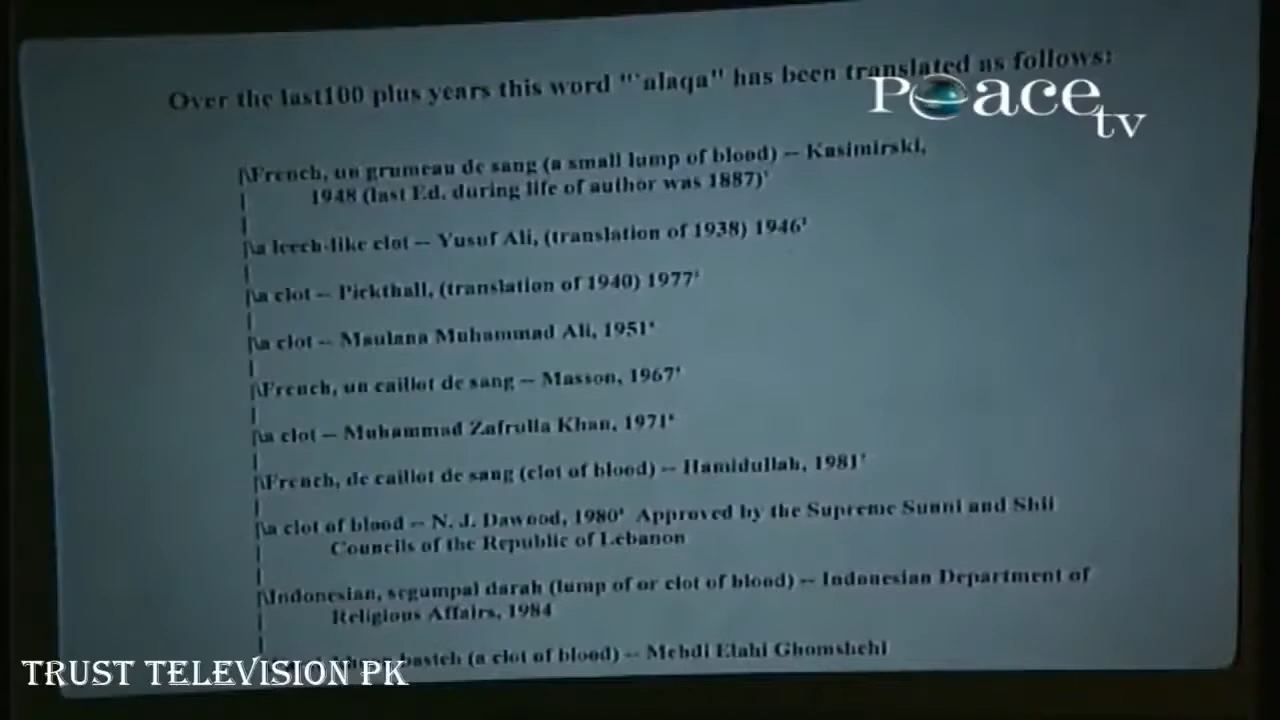 Over the last100 plus years this word "`alaqa" has been translated as follows:
Peace tv
|\French, un grumeau de sang (a small lump of blood) -- Kasimirski,
1948 (last Ed. during life of author was 1887)¹
|\a leech-like clot -- Yusuf Ali, (translation of 1938) 1946²
|\a clot -- Pickthall, (translation of 1940) 1977³
|\a clot -- Maulana Muhammad Ali, 1951⁴
|\French, un caillot de sang -- Masson, 1967
|\a clot -- Muhammad Zafrulla Khan, 1971
|\French, de caillot de sang (clot of blood) -- Hamidullah, 1981
|\a clot of blood -- N. J. Dawood, 1980 Approved by the Supreme Sunni and Shii
Councils of the Republic of Lebanon
|\Indonesian, segumpal darah (lump of or clot of blood) -- Indonesian Department of
Religious Affairs, 1984
basteh (a clot of blood) -- Mehdi Elahi Ghomshehi
TRUST TELEVISION PK